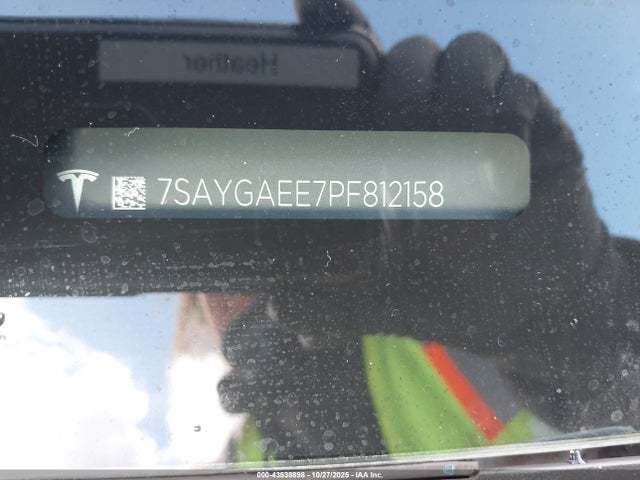 Heather
7SAYGAEE7PF812158
000-43538898 - 10/27/2025 - IAA Inc.